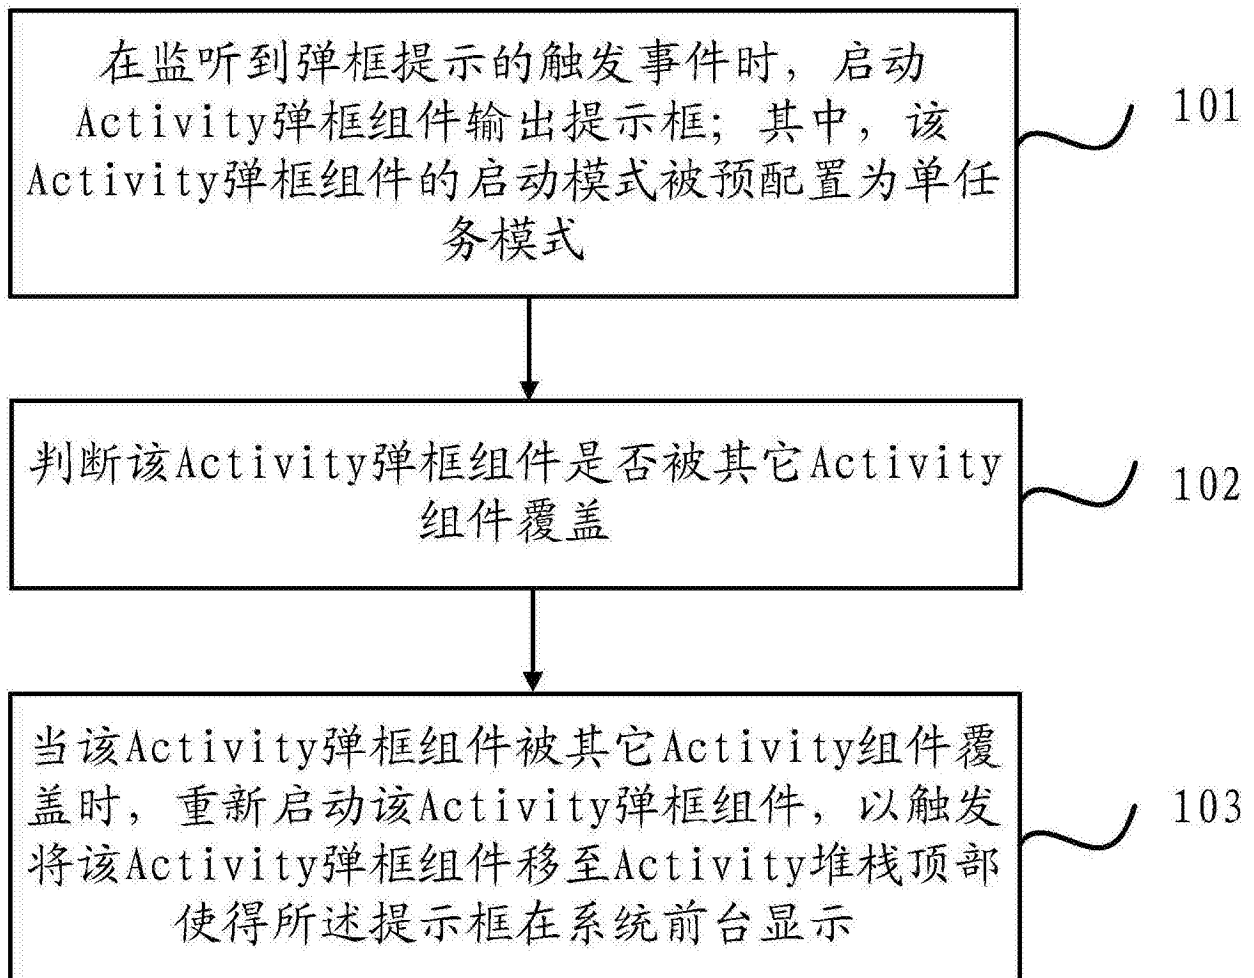 在监听到弹框提示的触发事件时，启动
Activity弹框组件输出提示框；其中，该
Activity弹框组件的启动模式被预配置为单任
务模式
101
判断该Activity弹框组件是否被其它Activity
组件覆盖
102
当该Activity弹框组件被其它Activity组件覆
盖时，重新启动该Activity弹框组件，以触发
将该Activity弹框组件移至Activity堆栈顶部
使得所述提示框在系统前台显示
103